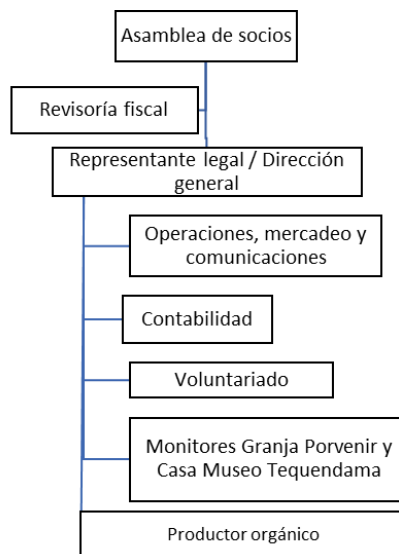 Asamblea de socios
Revisoría fiscal
Representante legal / Dirección
general
Operaciones, mercadeo y
comunicaciones
Contabilidad
Voluntariado
Monitores Granja Porvenir y
Casa Museo Tequendama
Productor orgánico